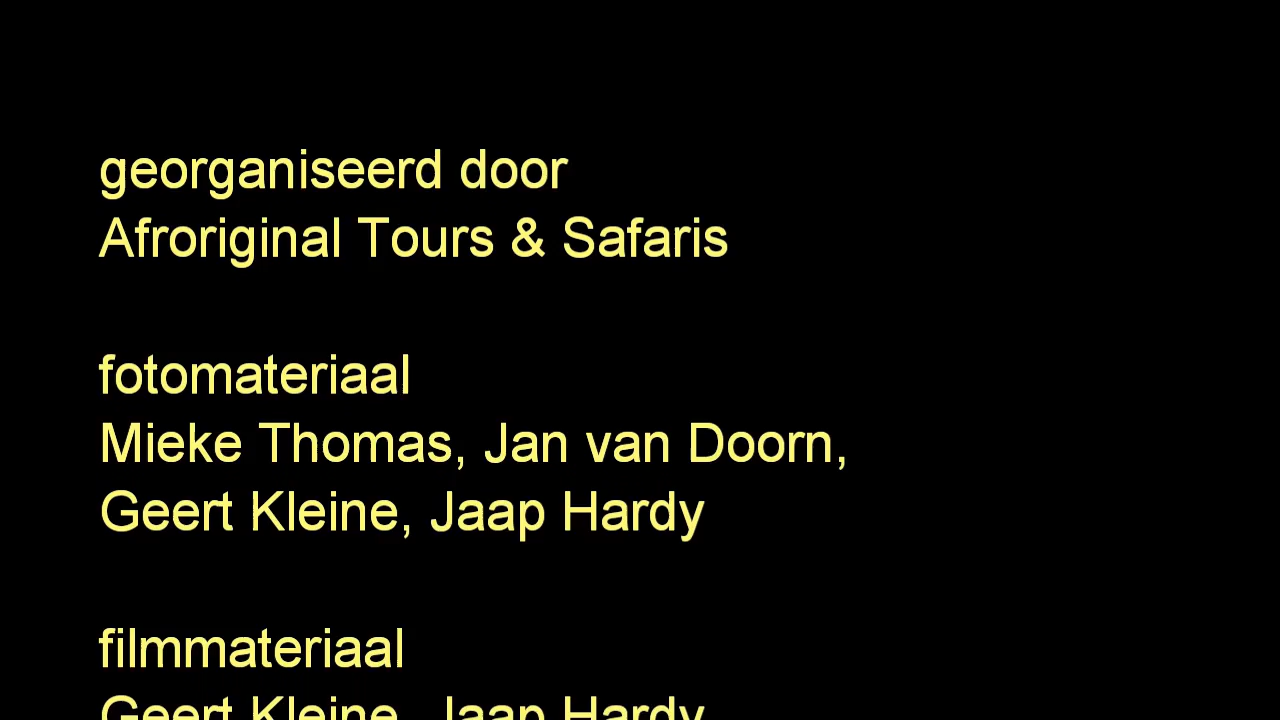 georganiseerd door
Afroriginal Tours & Safaris
fotomateriaal
Mieke Thomas, Jan van Doorn,
Geert Kleine, Jaap Hardy
filmmateriaal
Geert Kleine, Jaap Hardy